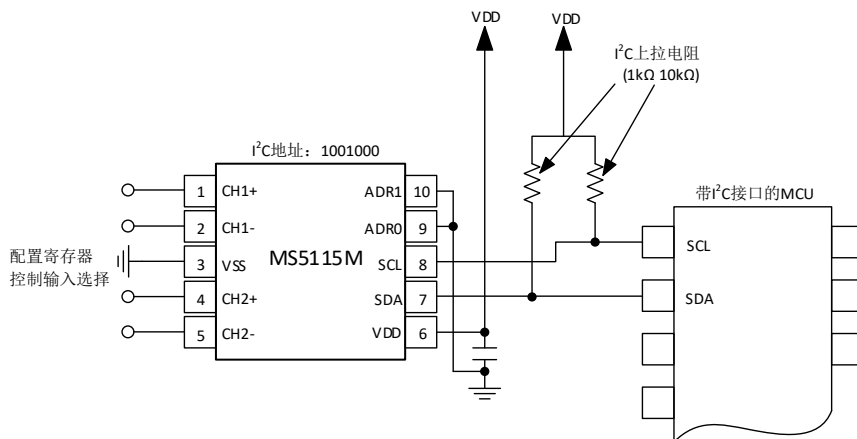 VDD
VDD
I²C上拉电阻
(1kΩ 10kΩ)
I²C地址：1001000
带I²C接口的MCU
1 CH1+ ADR1 10
2 CH1- ADR0 9
配置寄存器
控制输入选择
3 VSS MS5115M SCL 8
4 CH2+ SDA 7
5 CH2- VDD 6
SCL
SDA